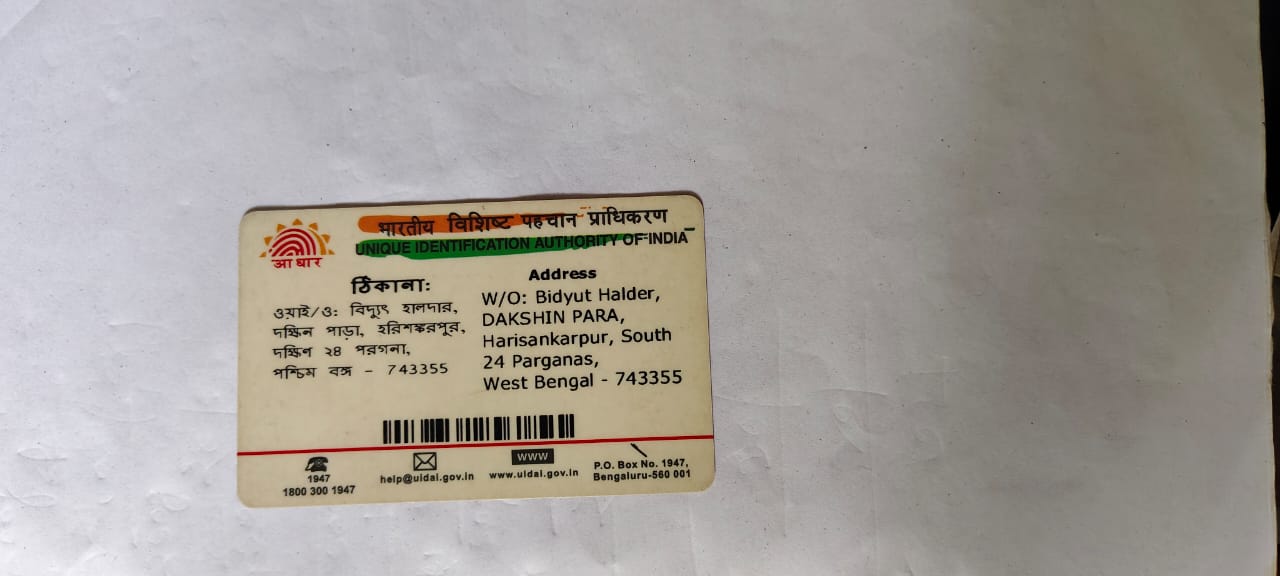 भारतीय विशिष्ट पहचान प्राधिकरण
UNIQUE IDENTIFICATION AUTHORITY OF INDIA
आधार
ঠিকানা:
ওয়াই/ও: বিদ্যুৎ হালদার,
দক্ষিন পাড়া, হরিশঙ্করপুর,
দক্ষিণ ২৪ পরগনা,
পশ্চিম বঙ্গ - 743355
Address
W/O: Bidyut Halder,
DAKSHIN PARA,
Harisankarpur, South
24 Parganas,
West Bengal - 743355
1947
1800 300 1947
help@uidai.gov.in
www
www.uidai.gov.in
P.O. Box No. 1947,
Bengaluru-560 001